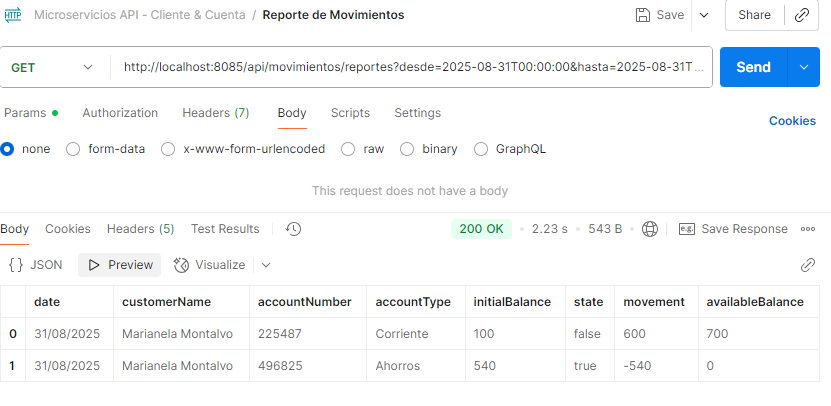 HTTP Microservicios API - Cliente & Cuenta / Reporte de Movimientos Save Share
GET http://localhost:8085/api/movimientos/reportes?desde=2025-08-31T00:00:00&hasta=2025-08-31T... Send
Params Authorization Headers (7) Body Scripts Settings Cookies
none form-data x-www-form-urlencoded raw binary GraphQL
This request does not have a body
Body Cookies Headers (5) Test Results 200 OK • 2.23 s • 543 B e.g. Save Response
{} JSON Preview Visualize
date customerName accountNumber accountType initialBalance state movement availableBalance
0 31/08/2025 Marianela Montalvo 225487 Corriente 100 false 600 700
1 31/08/2025 Marianela Montalvo 496825 Ahorros 540 true -540 0